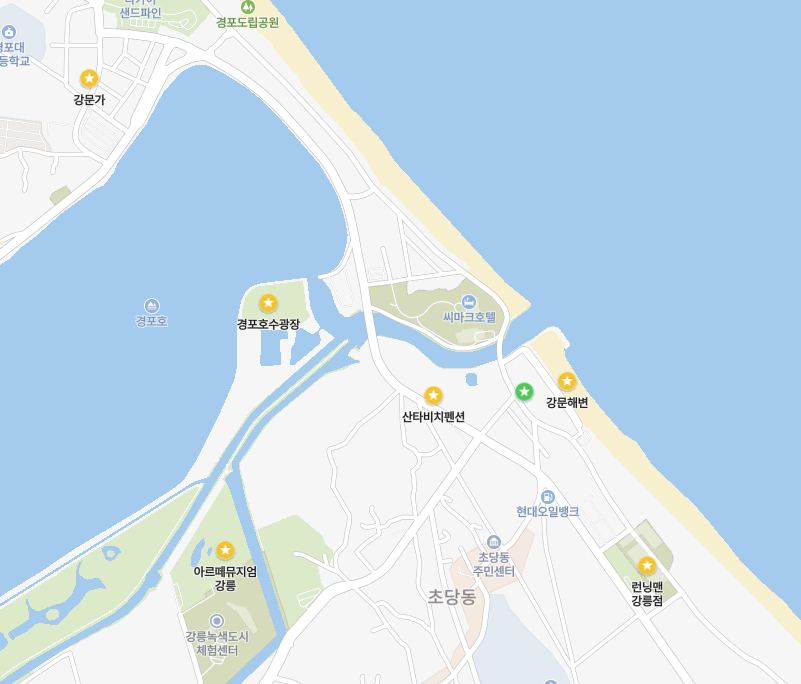 샌드파인
경포도립공원
경포대
등학교
강문가
경포호
경포호수광장
씨마크호텔
산타비치펜션
강문해변
현대오일뱅크
초당동
주민센터
아르떼뮤지엄
강릉
런닝맨
강릉점
초당동
강릉녹색도시
체험센터